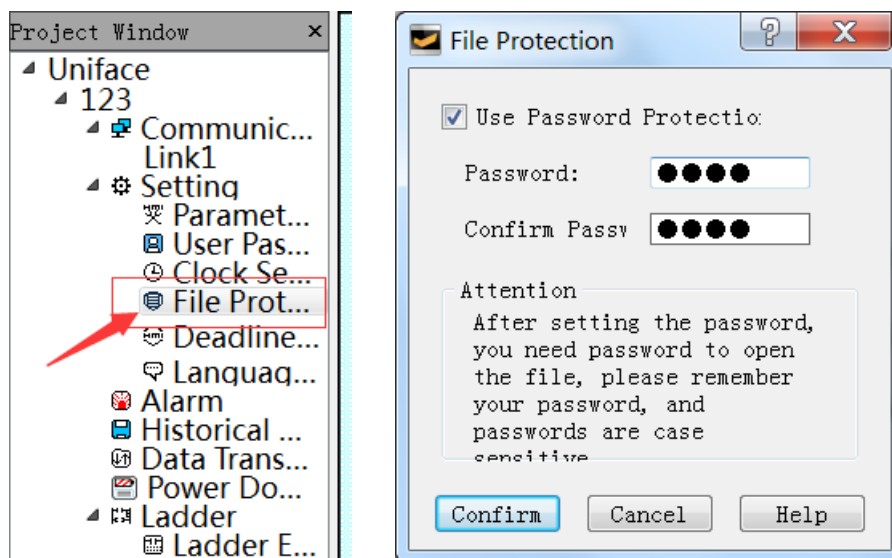 Project Window
Uniface
123
Communic...
Link1
Setting
Paramet...
User Pas...
Clock Se...
File Prot...
Deadline...
Languag...
Alarm
Historical ...
Data Trans...
Power Do...
Ladder
Ladder E...
File Protection
Use Password Protectio
Password:
Confirm Passw
Attention
After setting the password,
you need password to open
the file, please remember
your password, and
passwords are case
sensitive
Confirm
Cancel
Help